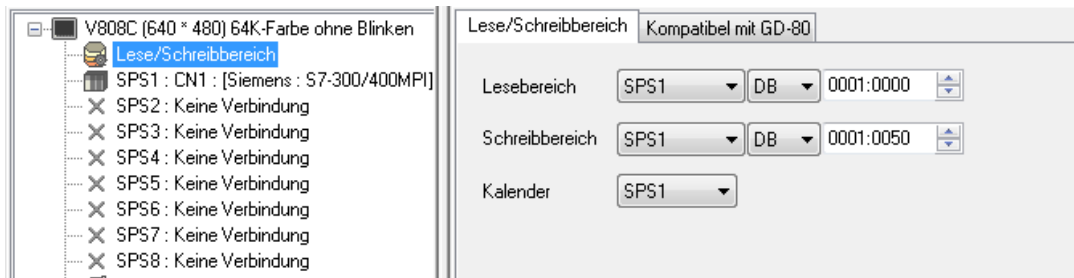 V808C (640 * 480) 64K-Farbe ohne Blinken
Lese/Schreibbereich
SPS1 : CN1 : [Siemens : S7-300/400MPI]
SPS2 : Keine Verbindung
SPS3 : Keine Verbindung
SPS4 : Keine Verbindung
SPS5 : Keine Verbindung
SPS6 : Keine Verbindung
SPS7 : Keine Verbindung
SPS8 : Keine Verbindung
Lese/Schreibbereich Kompatibel mit GD-80
Lesebereich SPS1 DB 0001:0000
Schreibbereich SPS1 DB 0001:0050
Kalender SPS1